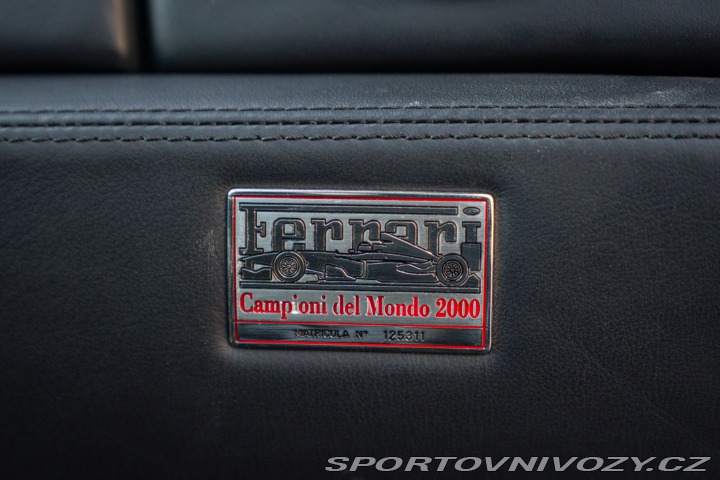 Ferrari
Campioni del Mondo 2000
MATRICOLA N° 125311
SPORTOVNIVOZY.CZ